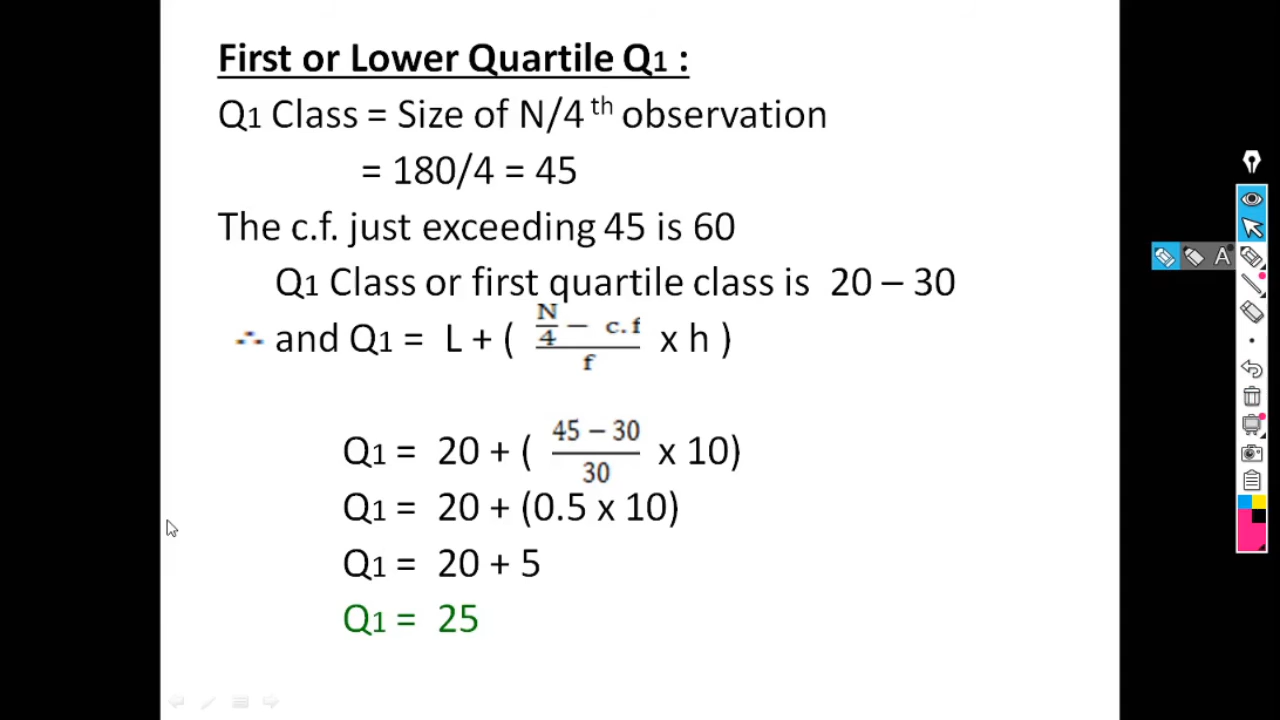 First or Lower Quartile Q1 :
Q1 Class = Size of N/4 th observation
= 180/4 = 45
The c.f. just exceeding 45 is 60
Q1 Class or first quartile class is 20 – 30
∴ and Q1 = L + ( (N/4 − c.f)/f x h )
Q1 = 20 + ( (45 − 30)/30 x 10)
Q1 = 20 + (0.5 x 10)
Q1 = 20 + 5
Q1 = 25
A